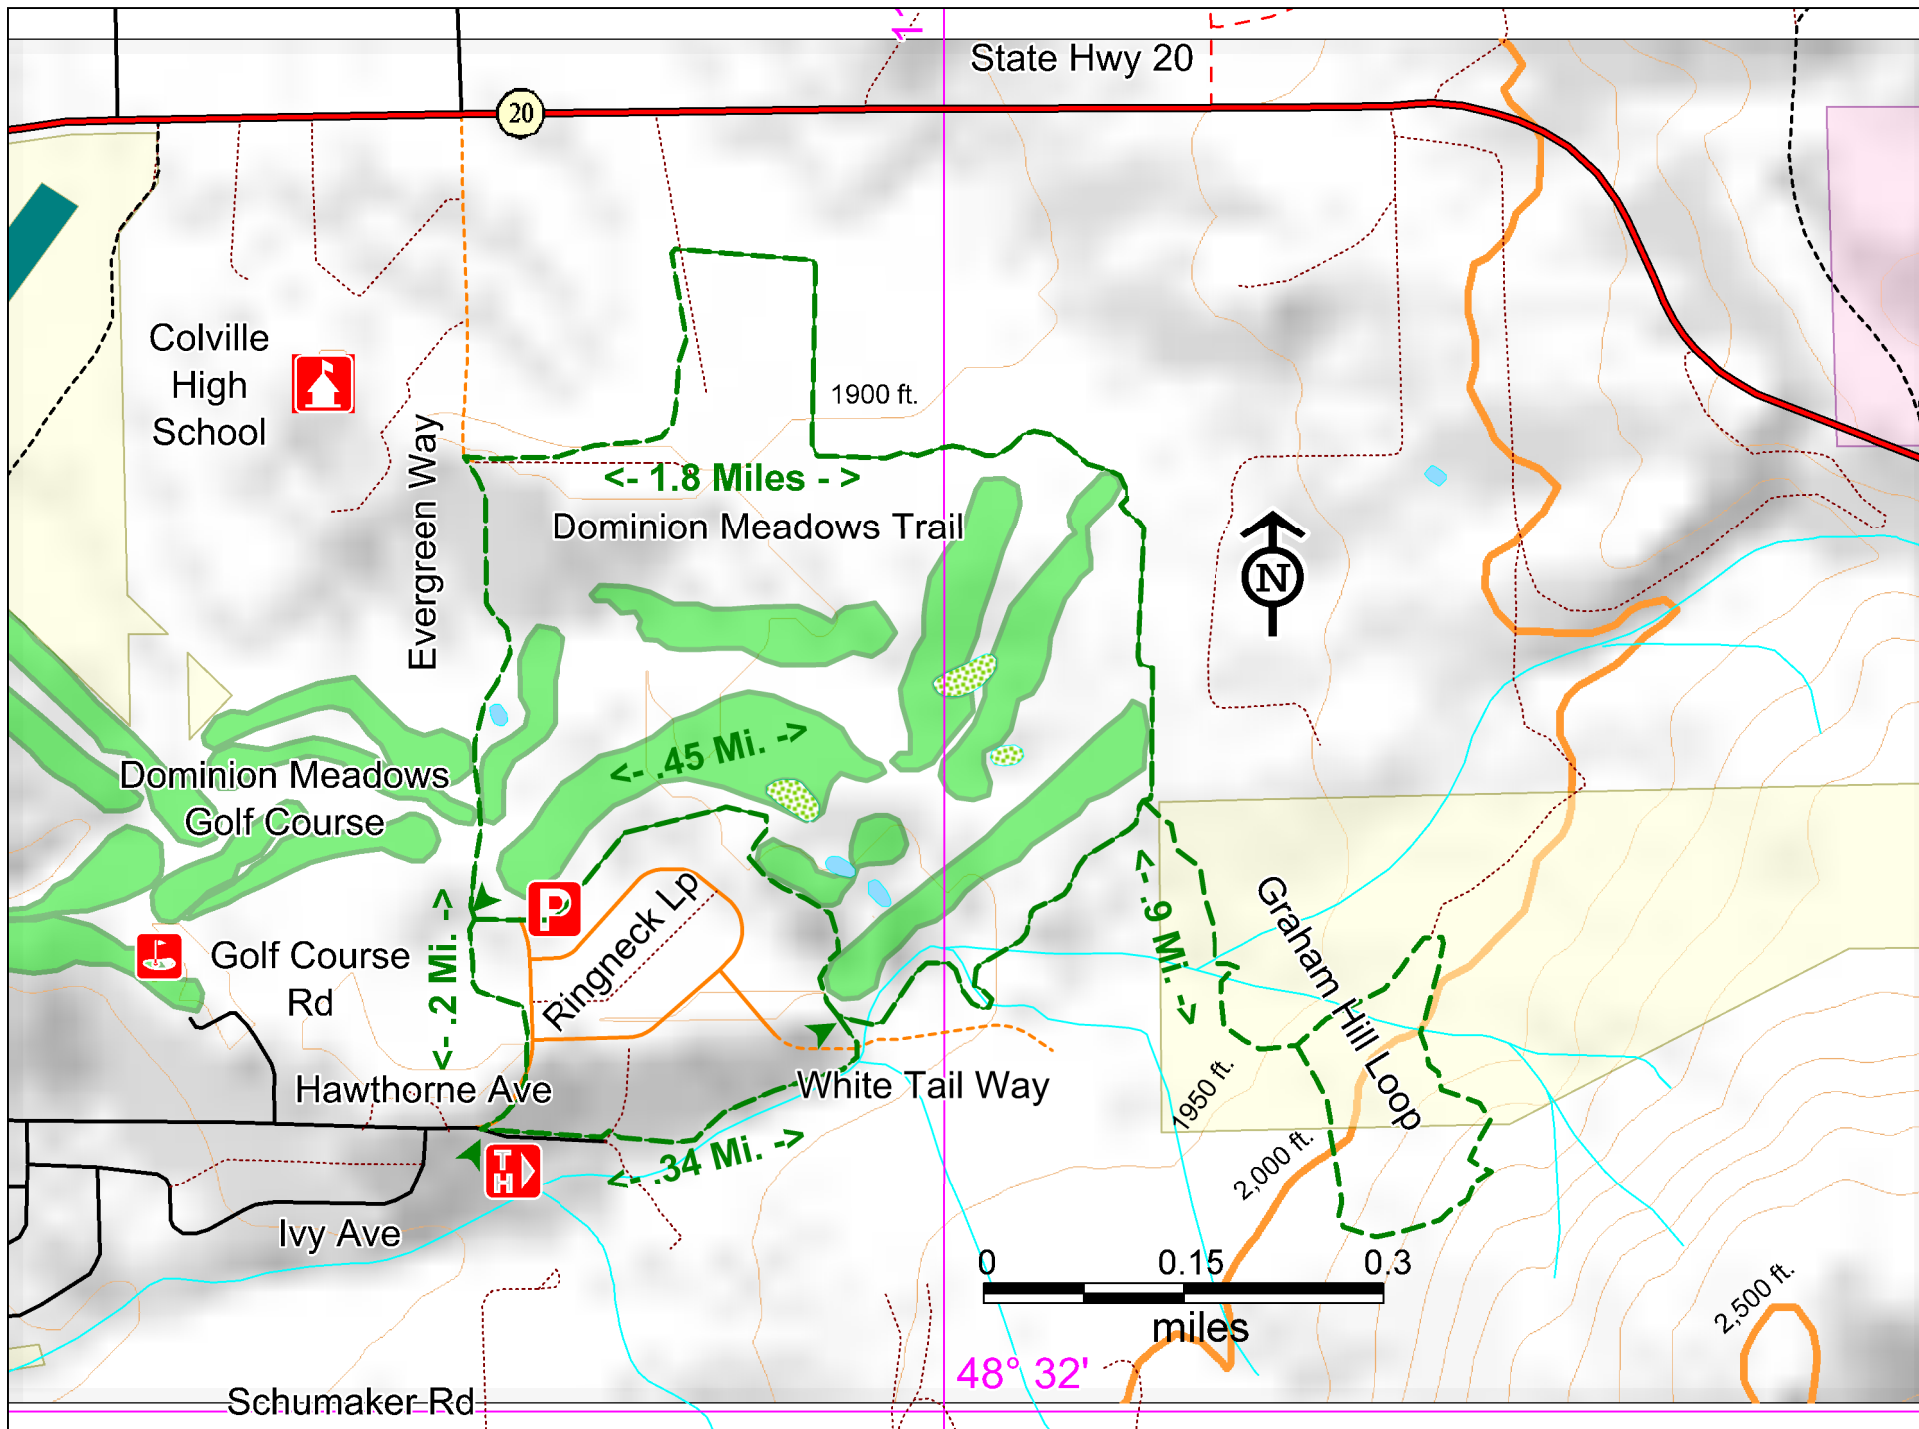 State Hwy 20
20
Colville
High
School
1900 ft.
Evergreen Way
<- 1.8 Miles - >
Dominion Meadows Trail
N
<- .45 Mi. ->
Dominion Meadows
Golf Course
P
Ringneck Lp
<- .2 Mi. ->
Golf Course
Rd
<- .9 Mi. ->
Graham Hill Loop
Hawthorne Ave
White Tail Way
1950 ft.
<- .34 Mi. ->
TH
2,000 ft.
Ivy Ave
0 0.15 0.3
miles
2,500 ft.
48° 32'
Schumaker Rd